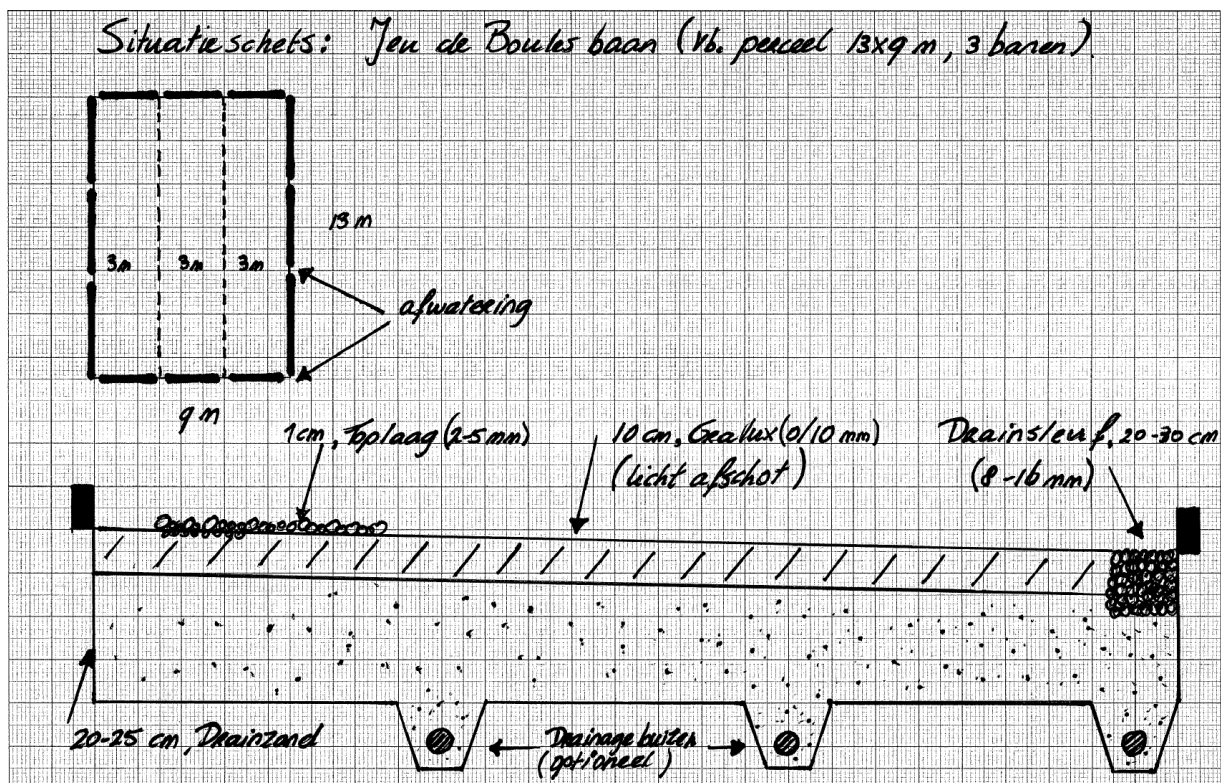 Situatieschets: Jeu de Boules baan (vb. perceel 13x9 m, 3 banen).
13 m
3m 3m 3m
afwatering
9 m
1 cm, Toplaag (2-5 mm)
10 cm, Gralux (0/10 mm)
(licht afschot)
Drainsleuf, 20-30 cm
(8-16 mm)
20-25 cm, Drainzand
Drainage buizen
(optioneel)